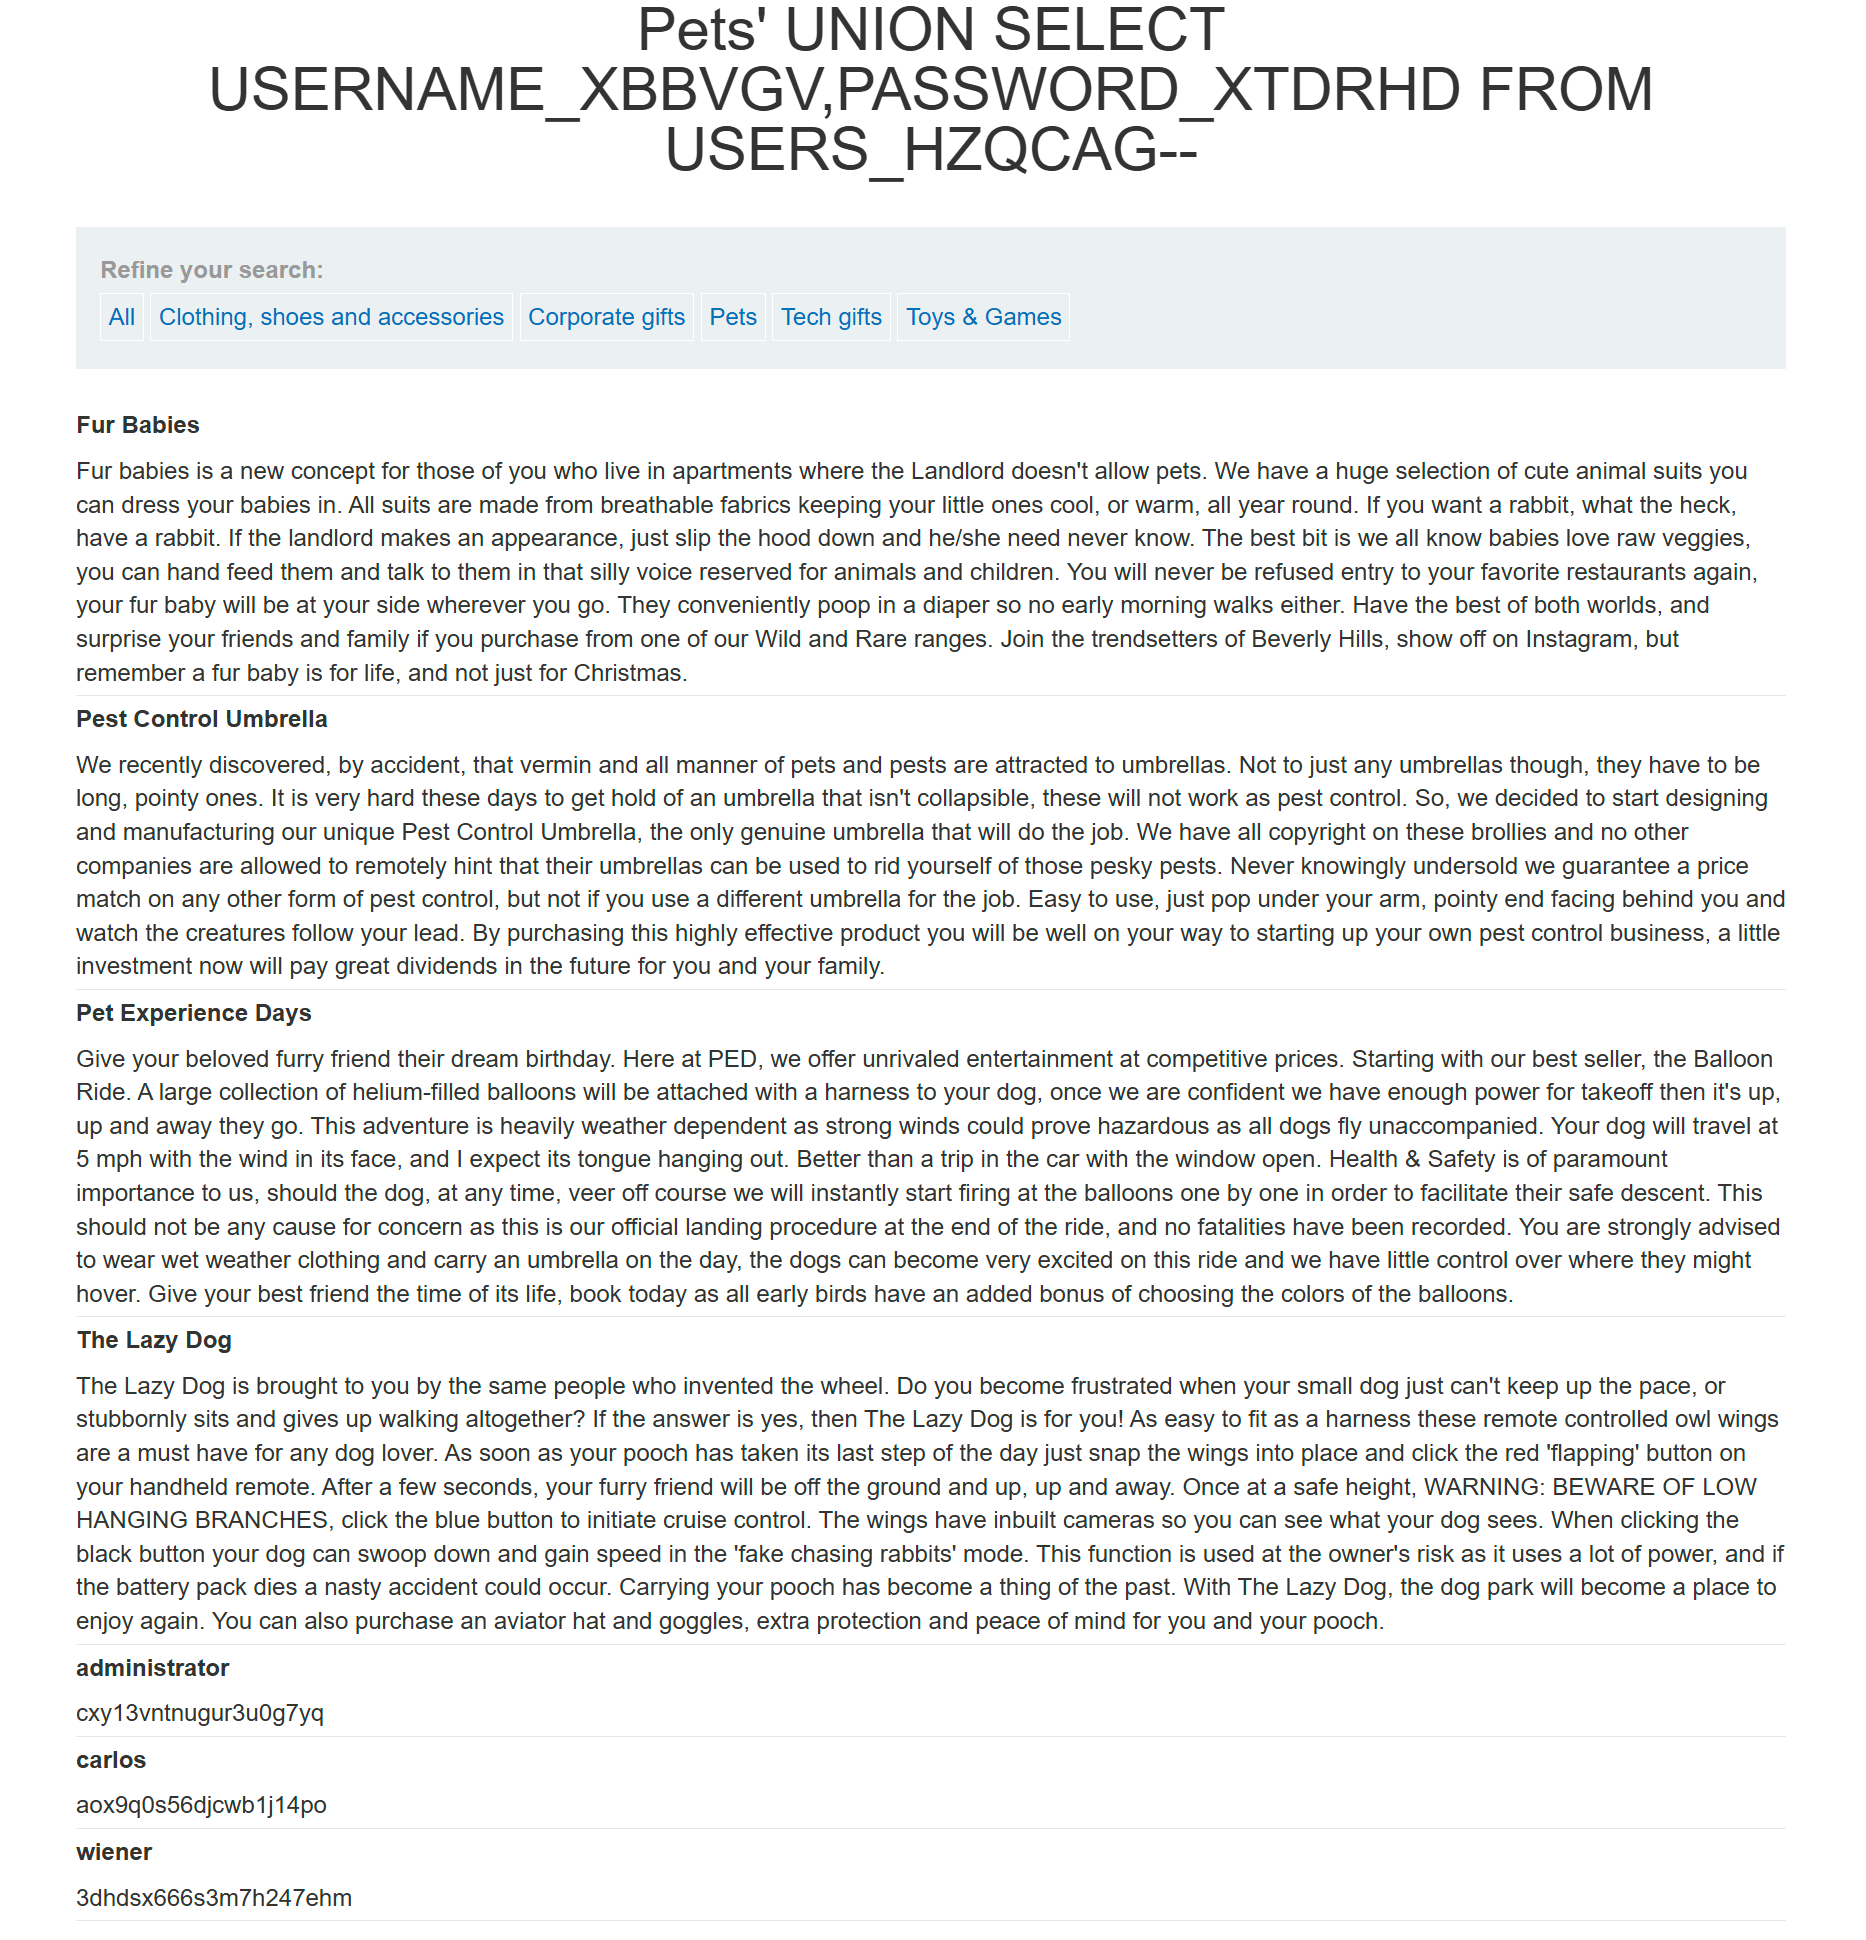 Pets' UNION SELECT
USERNAME_XBBVGV,PASSWORD_XTDRHD FROM
USERS_HZQCAG--
Refine your search:
All Clothing, shoes and accessories Corporate gifts Pets Tech gifts Toys & Games
Fur Babies
Fur babies is a new concept for those of you who live in apartments where the Landlord doesn't allow pets. We have a huge selection of cute animal suits you
can dress your babies in. All suits are made from breathable fabrics keeping your little ones cool, or warm, all year round. If you want a rabbit, what the heck,
have a rabbit. If the landlord makes an appearance, just slip the hood down and he/she need never know. The best bit is we all know babies love raw veggies,
you can hand feed them and talk to them in that silly voice reserved for animals and children. You will never be refused entry to your favorite restaurants again,
your fur baby will be at your side wherever you go. They conveniently poop in a diaper so no early morning walks either. Have the best of both worlds, and
surprise your friends and family if you purchase from one of our Wild and Rare ranges. Join the trendsetters of Beverly Hills, show off on Instagram, but
remember a fur baby is for life, and not just for Christmas.
Pest Control Umbrella
We recently discovered, by accident, that vermin and all manner of pets and pests are attracted to umbrellas. Not to just any umbrellas though, they have to be
long, pointy ones. It is very hard these days to get hold of an umbrella that isn't collapsible, these will not work as pest control. So, we decided to start designing
and manufacturing our unique Pest Control Umbrella, the only genuine umbrella that will do the job. We have all copyright on these brollies and no other
companies are allowed to remotely hint that their umbrellas can be used to rid yourself of those pesky pests. Never knowingly undersold we guarantee a price
match on any other form of pest control, but not if you use a different umbrella for the job. Easy to use, just pop under your arm, pointy end facing behind you and
watch the creatures follow your lead. By purchasing this highly effective product you will be well on your way to starting up your own pest control business, a little
investment now will pay great dividends in the future for you and your family.
Pet Experience Days
Give your beloved furry friend their dream birthday. Here at PED, we offer unrivaled entertainment at competitive prices. Starting with our best seller, the Balloon
Ride. A large collection of helium-filled balloons will be attached with a harness to your dog, once we are confident we have enough power for takeoff then it's up,
up and away they go. This adventure is heavily weather dependent as strong winds could prove hazardous as all dogs fly unaccompanied. Your dog will travel at
5 mph with the wind in its face, and I expect its tongue hanging out. Better than a trip in the car with the window open. Health & Safety is of paramount
importance to us, should the dog, at any time, veer off course we will instantly start firing at the balloons one by one in order to facilitate their safe descent. This
should not be any cause for concern as this is our official landing procedure at the end of the ride, and no fatalities have been recorded. You are strongly advised
to wear wet weather clothing and carry an umbrella on the day, the dogs can become very excited on this ride and we have little control over where they might
hover. Give your best friend the time of its life, book today as all early birds have an added bonus of choosing the colors of the balloons.
The Lazy Dog
The Lazy Dog is brought to you by the same people who invented the wheel. Do you become frustrated when your small dog just can't keep up the pace, or
stubbornly sits and gives up walking altogether? If the answer is yes, then The Lazy Dog is for you! As easy to fit as a harness these remote controlled owl wings
are a must have for any dog lover. As soon as your pooch has taken its last step of the day just snap the wings into place and click the red 'flapping' button on
your handheld remote. After a few seconds, your furry friend will be off the ground and up, up and away. Once at a safe height, WARNING: BEWARE OF LOW
HANGING BRANCHES, click the blue button to initiate cruise control. The wings have inbuilt cameras so you can see what your dog sees. When clicking the
black button your dog can swoop down and gain speed in the 'fake chasing rabbits' mode. This function is used at the owner's risk as it uses a lot of power, and if
the battery pack dies a nasty accident could occur. Carrying your pooch has become a thing of the past. With The Lazy Dog, the dog park will become a place to
enjoy again. You can also purchase an aviator hat and goggles, extra protection and peace of mind for you and your pooch.
administrator
cxy13vntnugur3u0g7yq
carlos
aox9q0s56djcwb1j14po
wiener
3dhdsx666s3m7h247ehm